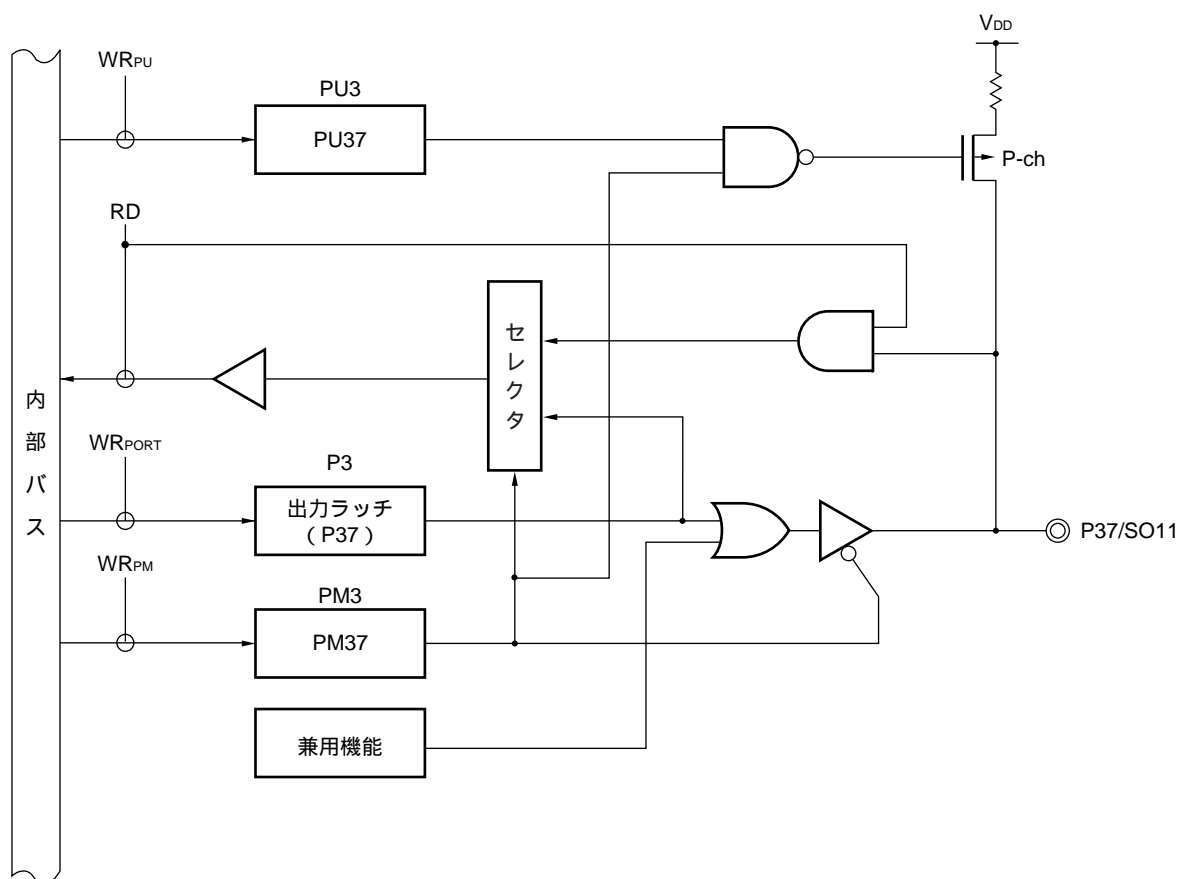 VDD
WRPU
PU3
PU37
P-ch
RD
セレクタ
内部バス
WRPORT
P3
出力ラッチ
（P37）
P37/SO11
WRPM
PM3
PM37
兼用機能